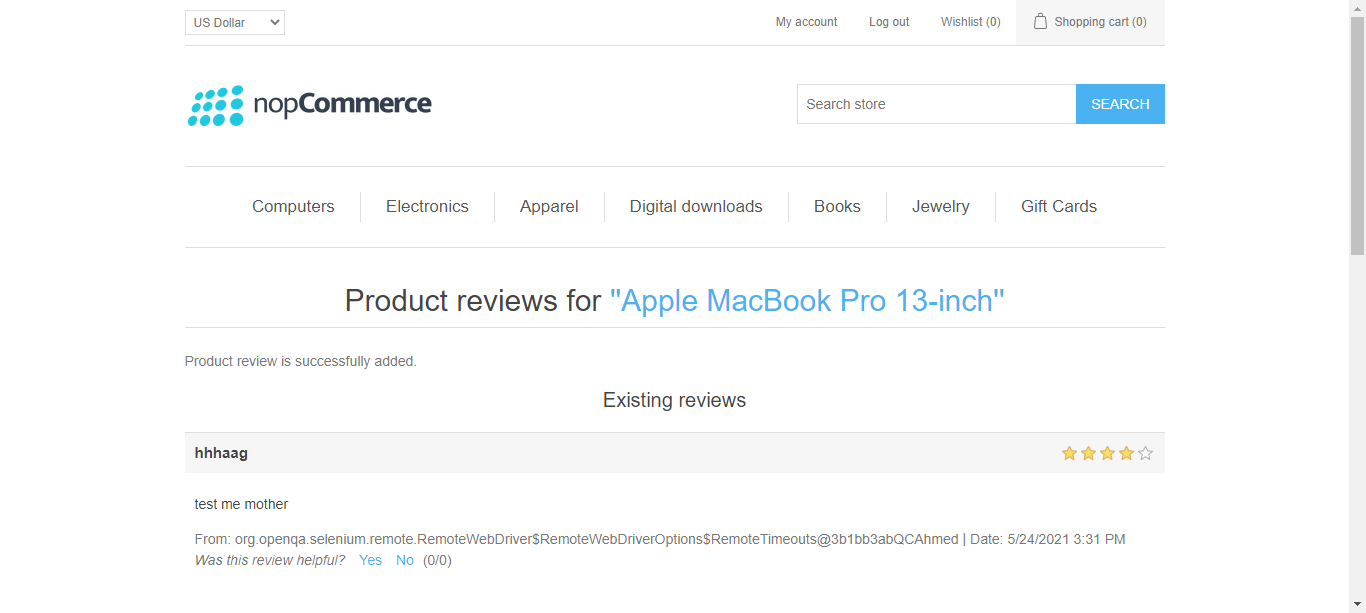 US Dollar
My account
Log out
Wishlist (0)
Shopping cart (0)
nopCommerce
Search store
SEARCH
Computers
Electronics
Apparel
Digital downloads
Books
Jewelry
Gift Cards
Product reviews for "Apple MacBook Pro 13-inch"
Product review is successfully added.
Existing reviews
hhhaag
test me mother
From: org.openqa.selenium.remote.RemoteWebDriver$RemoteWebDriverOptions$RemoteTimeouts@3b1bb3abQCAhmed | Date: 5/24/2021 3:31 PM
Was this review helpful? Yes No (0/0)